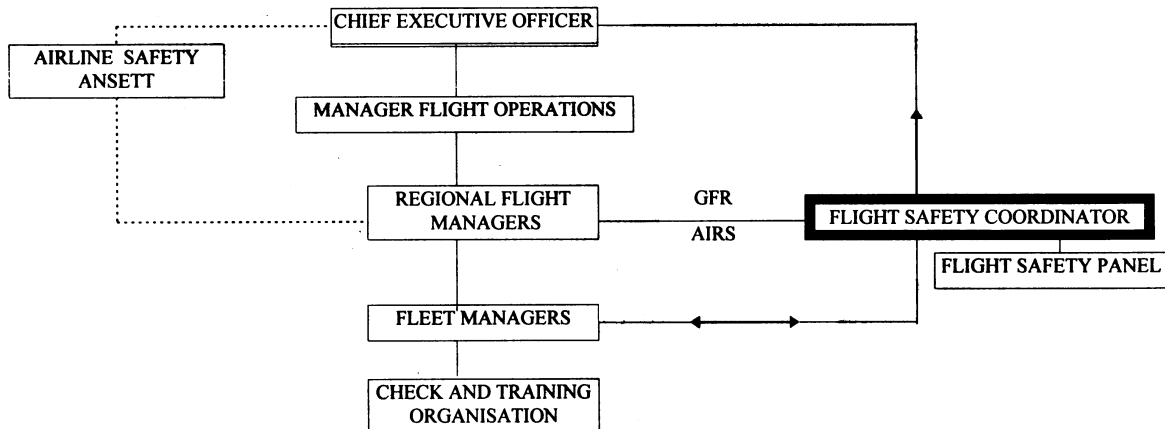 CHIEF EXECUTIVE OFFICER
AIRLINE SAFETY
ANSETT
MANAGER FLIGHT OPERATIONS
REGIONAL FLIGHT
MANAGERS
GFR
AIRS
FLIGHT SAFETY COORDINATOR
FLIGHT SAFETY PANEL
FLEET MANAGERS
CHECK AND TRAINING
ORGANISATION